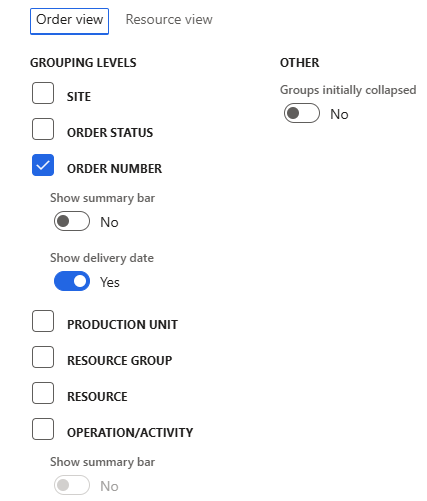 Order view
Resource view
GROUPING LEVELS
SITE
ORDER STATUS
ORDER NUMBER
Show summary bar
No
Show delivery date
Yes
PRODUCTION UNIT
RESOURCE GROUP
RESOURCE
OPERATION/ACTIVITY
Show summary bar
No
OTHER
Groups initially collapsed
No